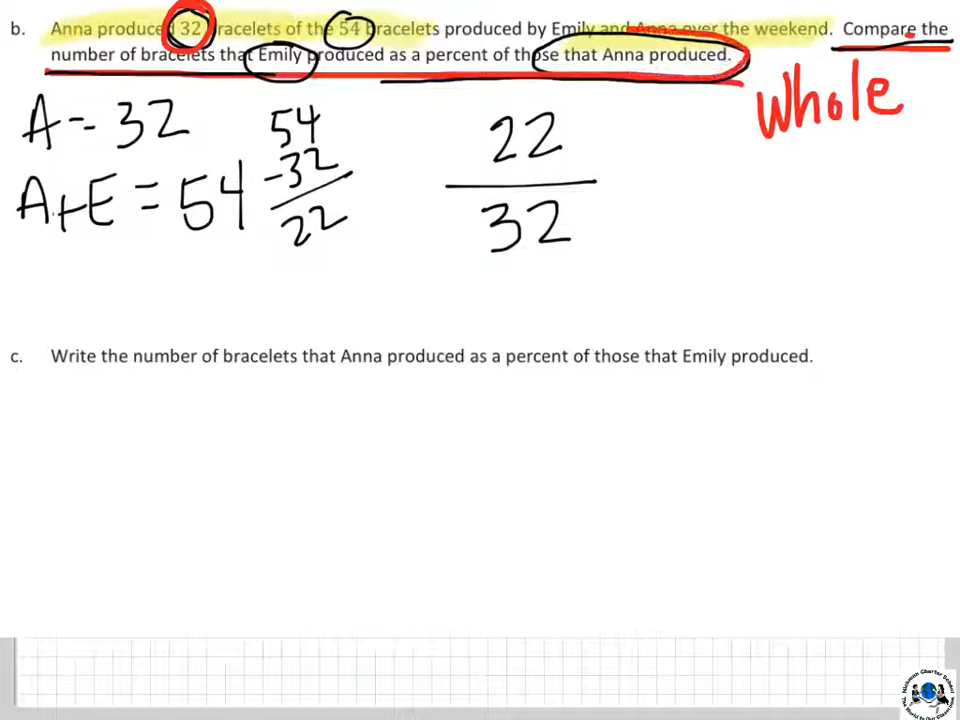 b. Anna produced 32 bracelets of the 54 bracelets produced by Emily and Anna over the weekend. Compare the
number of bracelets that Emily produced as a percent of those that Anna produced.
whole
A = 32
54
-32
22
A+E = 54
22
32
c. Write the number of bracelets that Anna produced as a percent of those that Emily produced.